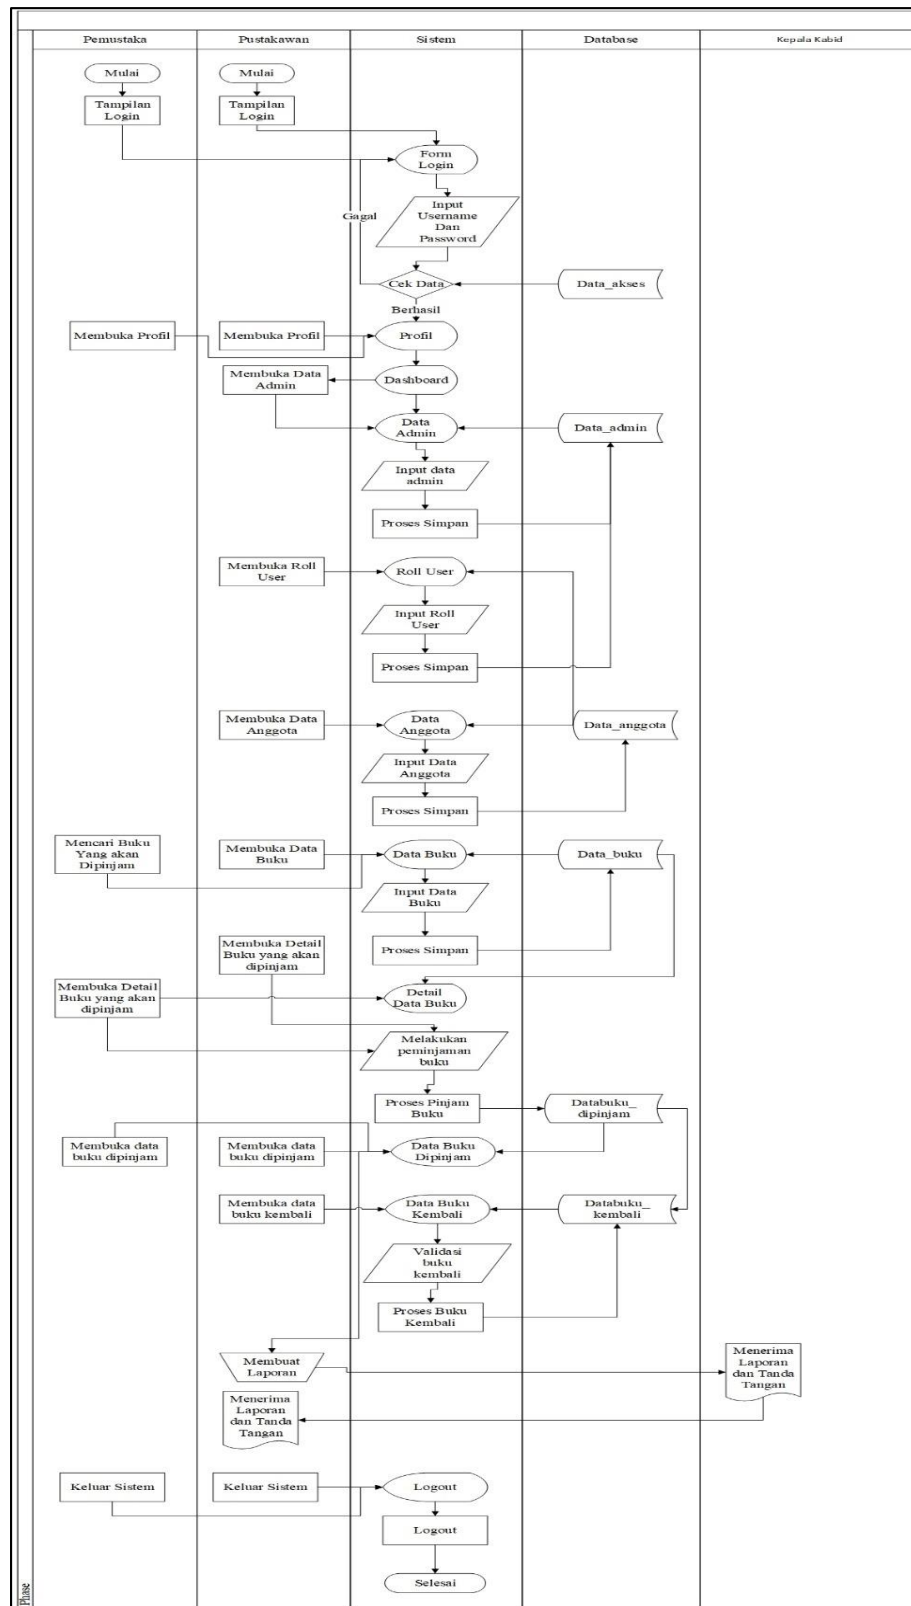 Pemustaka
Pustakawan
Sistem
Database
Kepala Kabid
Mulai
Mulai
Tampilan
Login
Tampilan
Login
Form
Login
Input
Username
Dan
Password
Gagal
Cek Data
Data_akses
Berhasil
Membuka Profil
Membuka Profil
Profil
Membuka Data
Admin
Dashboard
Data
Admin
Data_admin
Input data
admin
Proses Simpan
Membuka Roll
User
Roll User
Input Roll
User
Proses Simpan
Membuka Data
Anggota
Data
Anggota
Data_anggota
Input Data
Anggota
Proses Simpan
Mencari Buku
Yang akan
Dipinjam
Membuka Data
Buku
Data Buku
Data_buku
Input Data
Buku
Proses Simpan
Membuka Detail
Buku yang akan
dipinjam
Membuka Detail
Buku yang akan
dipinjam
Detail
Data Buku
Melakukan
peminjaman
buku
Proses Pinjam
Buku
Databuku_
dipinjam
Membuka data
buku dipinjam
Membuka data
buku dipinjam
Data Buku
Dipinjam
Membuka data
buku kembali
Data Buku
Kembali
Databuku_
kembali
Validasi
buku
kembali
Proses Buku
Kembali
Membuat
Laporan
Menerima
Laporan
dan Tanda
Tangan
Menerima
Laporan
dan Tanda
Tangan
Keluar Sistem
Keluar Sistem
Logout
Logout
Selesai
Phase